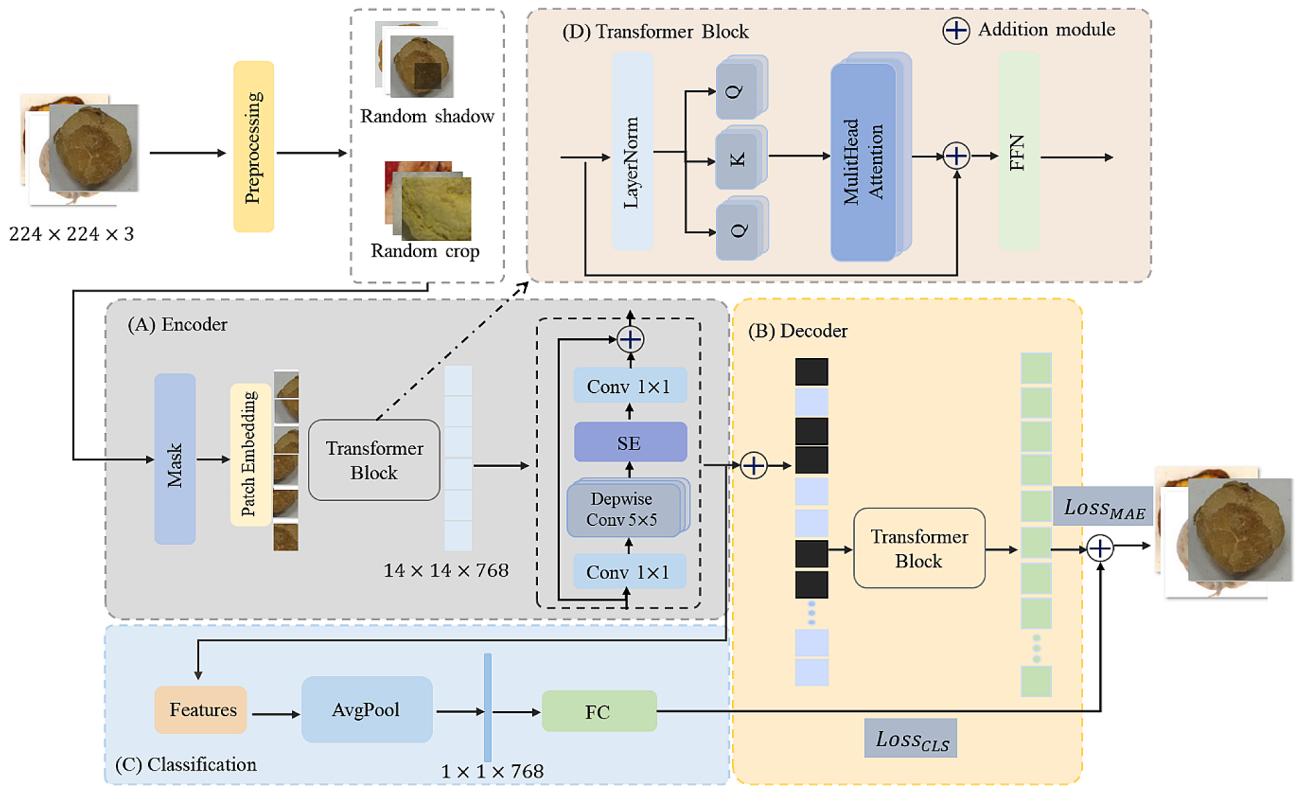 224 × 224 × 3
Preprocessing
Random shadow
Random crop
(D) Transformer Block
Addition module
LayerNorm
Q
K
Q
MulitHead
Attention
FFN
(A) Encoder
Mask
Patch Embedding
Transformer
Block
14 × 14 × 768
Conv 1×1
SE
Depwise
Conv 5×5
Conv 1×1
(B) Decoder
Transformer
Block
Loss_MAE
(C) Classification
Features
AvgPool
1 × 1 × 768
FC
Loss_CLS